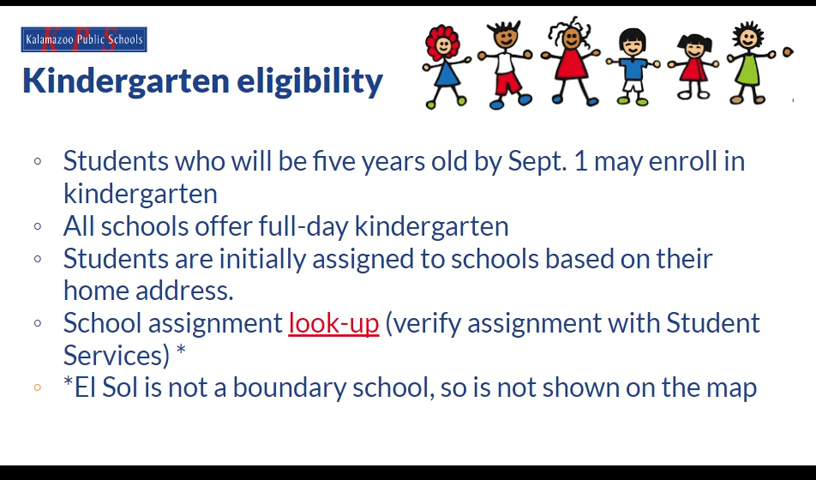 Kalamazoo Public Schools
KPS
Kindergarten eligibility
◦ Students who will be five years old by Sept. 1 may enroll in
kindergarten
◦ All schools offer full-day kindergarten
◦ Students are initially assigned to schools based on their
home address.
◦ School assignment look-up (verify assignment with Student
Services) *
◦ *El Sol is not a boundary school, so is not shown on the map